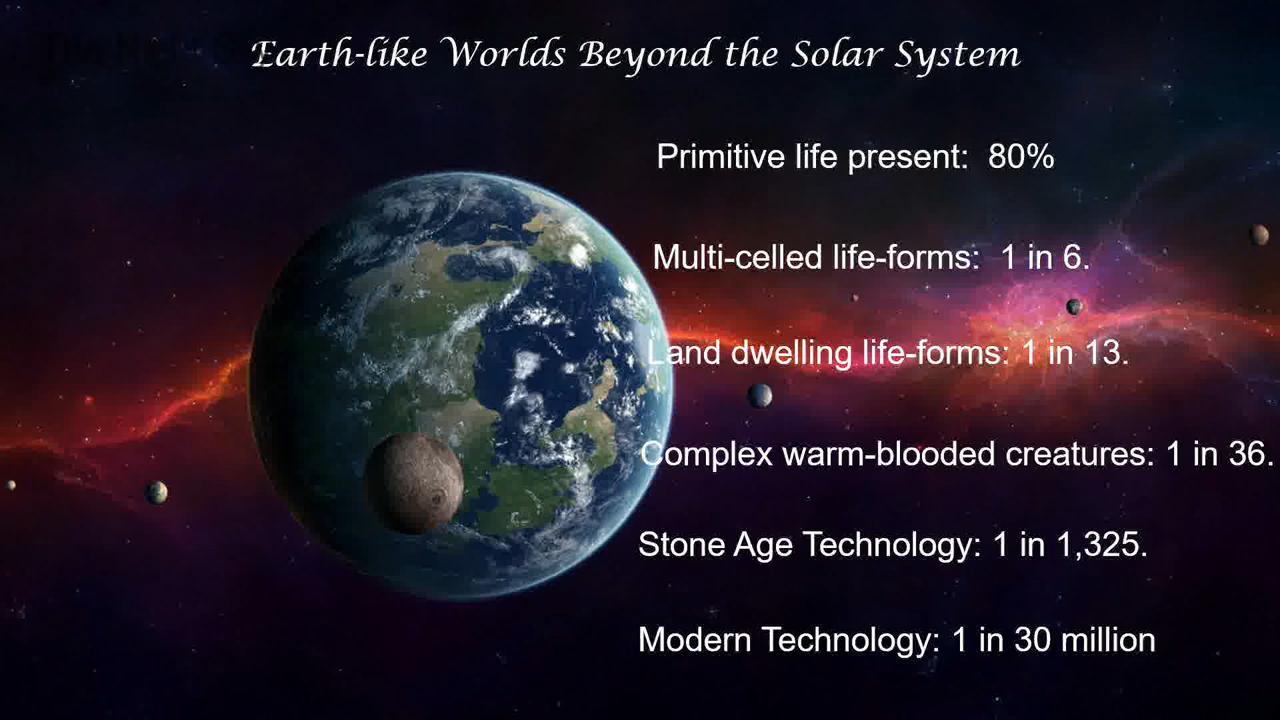 Earth-like Worlds Beyond the Solar System
Primitive life present: 80%
Multi-celled life-forms: 1 in 6.
Land dwelling life-forms: 1 in 13.
Complex warm-blooded creatures: 1 in 36.
Stone Age Technology: 1 in 1,325.
Modern Technology: 1 in 30 million